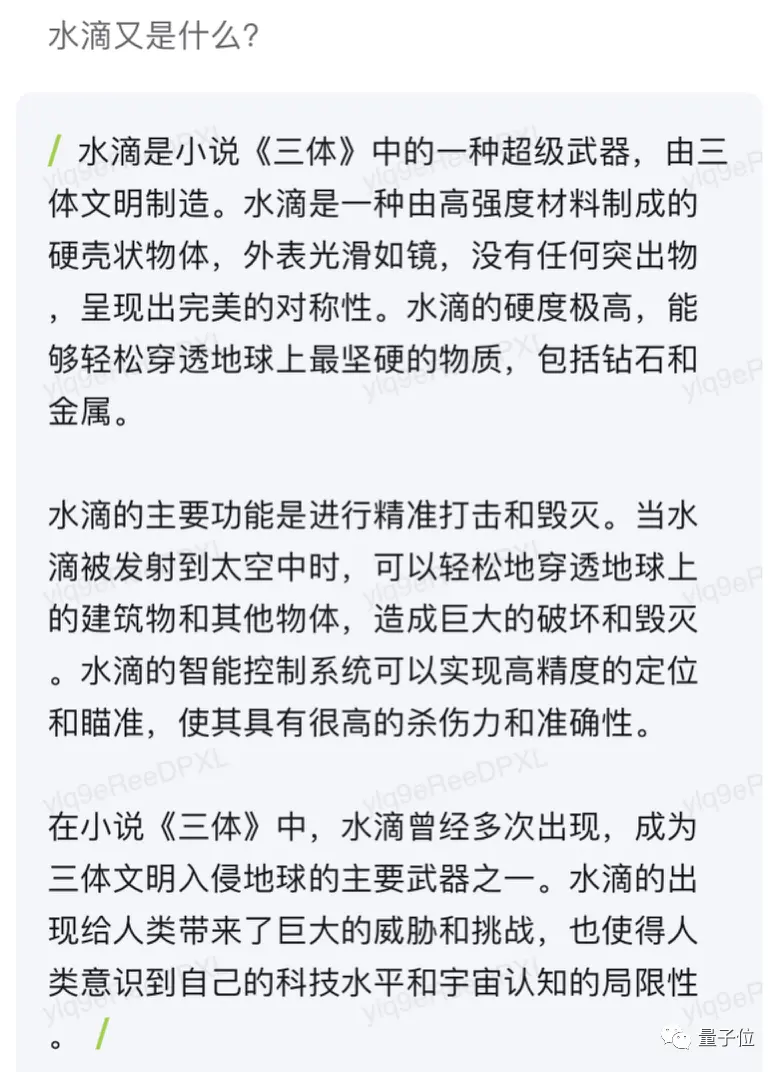 水滴又是什么?
/ 水滴是小说《三体》中的一种超级武器，由三
体文明制造。水滴是一种由高强度材料制成的
硬壳状物体，外表光滑如镜，没有任何突出物
，呈现出完美的对称性。水滴的硬度极高，能
够轻松穿透地球上最坚硬的物质，包括钻石和
金属。
水滴的主要功能是进行精准打击和毁灭。当水
滴被发射到太空中时，可以轻松地穿透地球上
的建筑物和其他物体，造成巨大的破坏和毁灭
。水滴的智能控制系统可以实现高精度的定位
和瞄准，使其具有很高的杀伤力和准确性。
在小说《三体》中，水滴曾经多次出现，成为
三体文明入侵地球的主要武器之一。水滴的出
现给人类带来了巨大的威胁和挑战，也使得人
类意识到自己的科技水平和宇宙认知的局限性
。 /
ylq9eReeDPXL
量子位